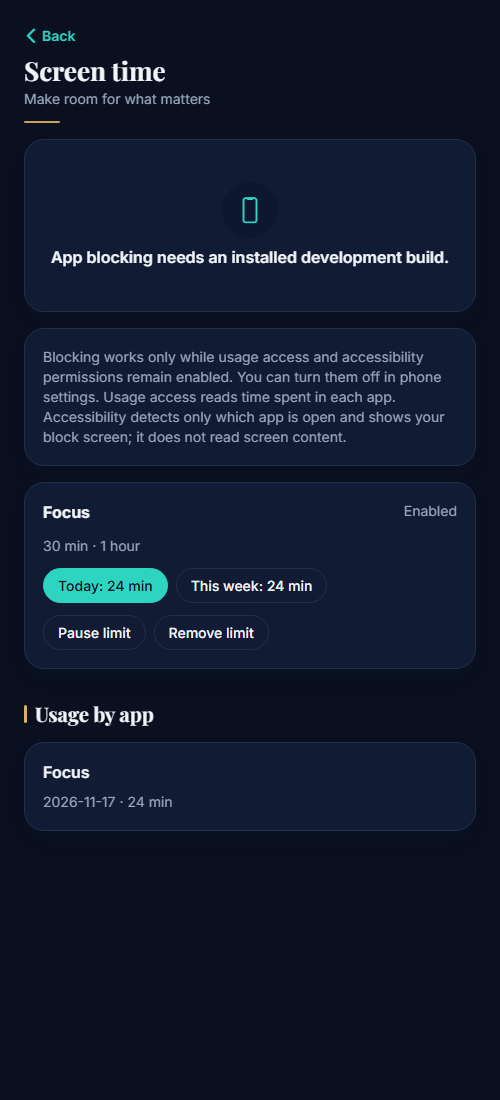 Back
Screen time
Make room for what matters
App blocking needs an installed development build.
Blocking works only while usage access and accessibility
permissions remain enabled. You can turn them off in phone
settings. Usage access reads time spent in each app.
Accessibility detects only which app is open and shows your
block screen; it does not read screen content.
Focus
Enabled
30 min · 1 hour
Today: 24 min
This week: 24 min
Pause limit
Remove limit
Usage by app
Focus
2026-11-17 · 24 min